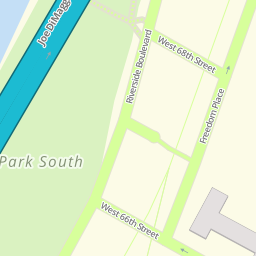 Joe DiMagg
Riverside Boulevard
West 68th Street
Freedom Place
Park South
West 66th Street